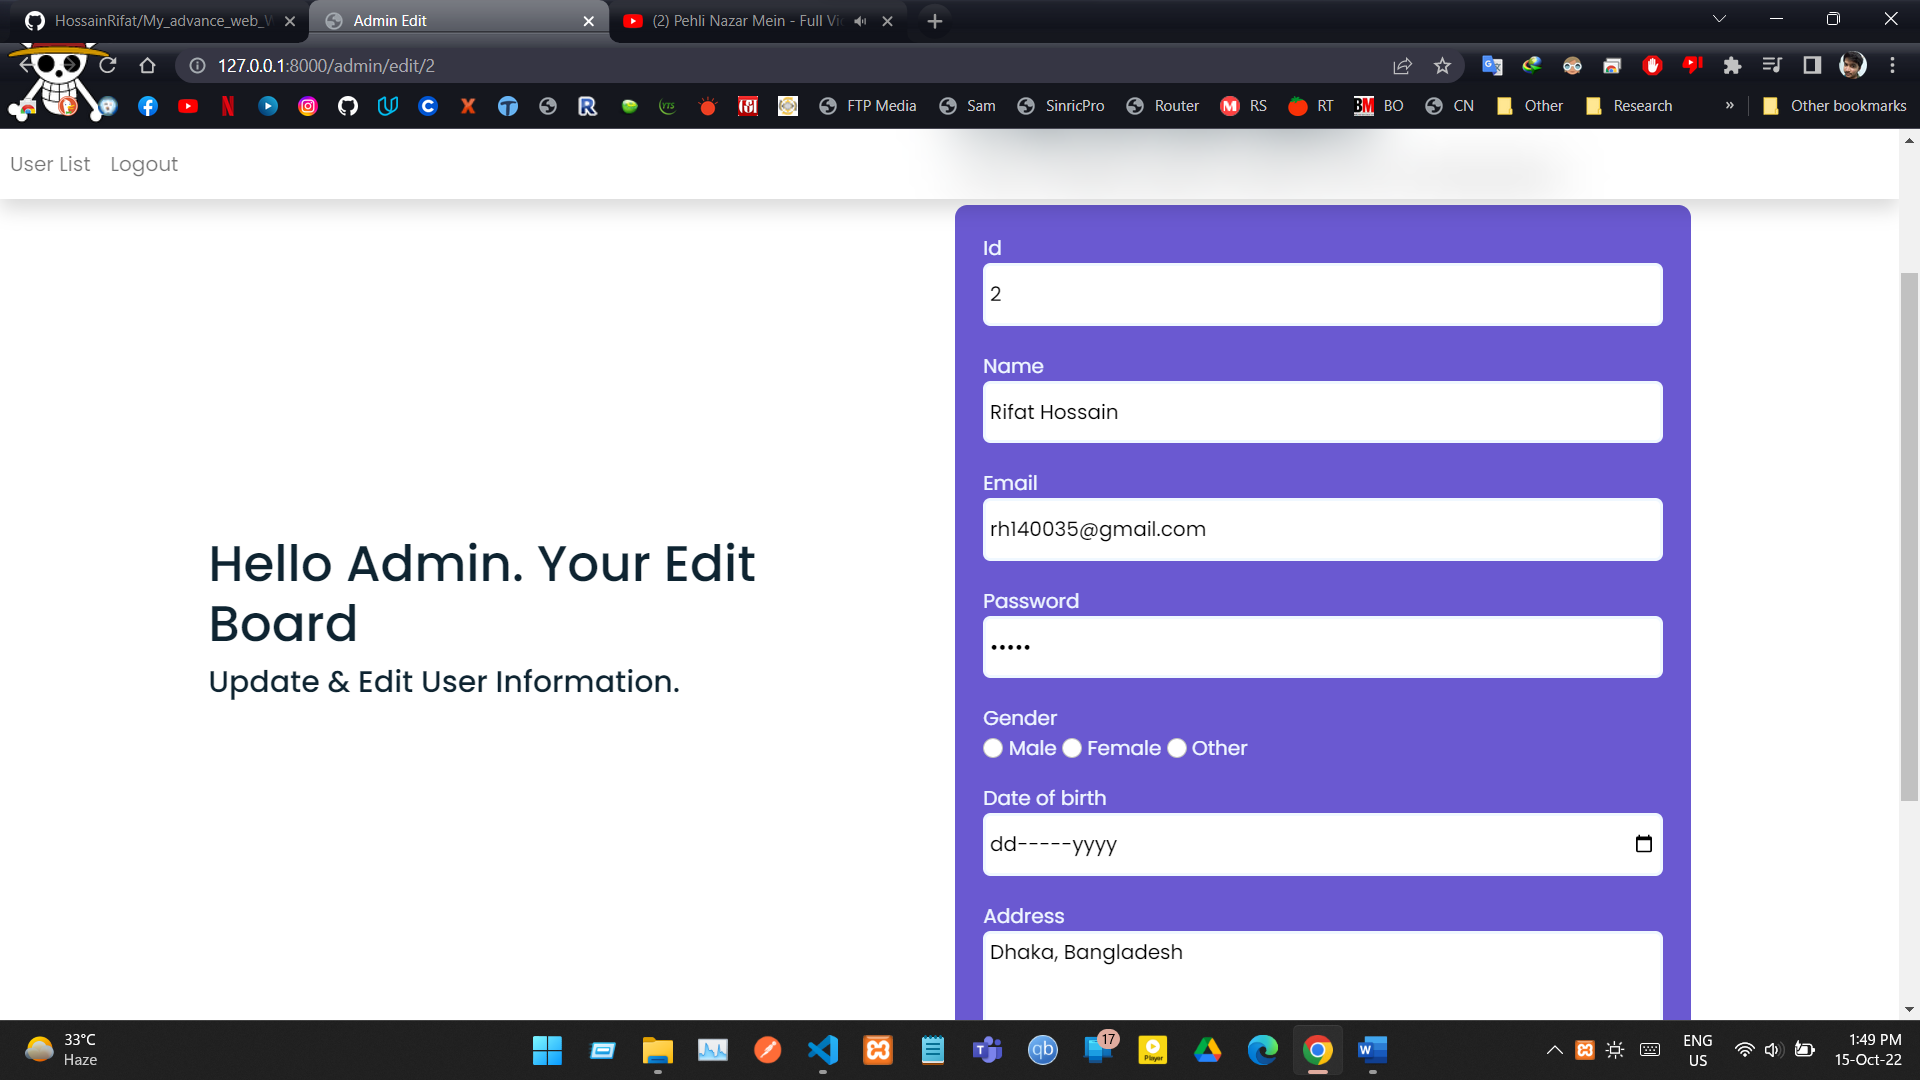 HossainRifat/My_advance_web_W
Admin Edit
(2) Pehli Nazar Mein - Full Vid
127.0.0.1:8000/admin/edit/2
FTP Media
Sam
SinricPro
Router
RS
RT
BO
CN
Other
Research
»
Other bookmarks
User List
Logout
Id
2
Name
Rifat Hossain
Email
rh140035@gmail.com
Password
•••••
Gender
Male Female Other
Date of birth
dd-----yyyy
Address
Dhaka, Bangladesh
Hello Admin. Your Edit
Board
Update & Edit User Information.
33°C
Haze
17
Player
ENG
US
1:49 PM
15-Oct-22